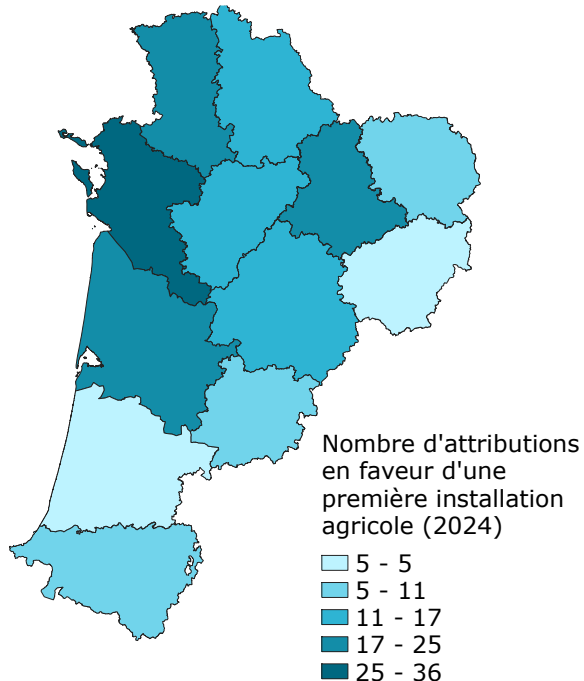 Nombre d'attributions
en faveur d'une
première installation
agricole (2024)
5 - 5
5 - 11
11 - 17
17 - 25
25 - 36